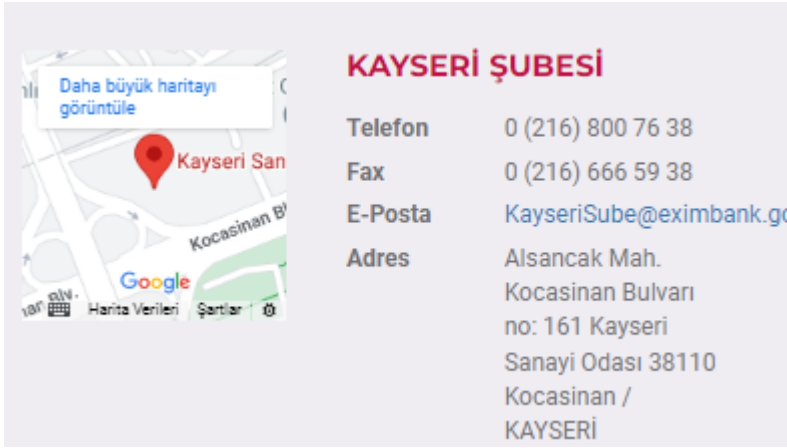 KAYSERİ ŞUBESİ
Daha büyük haritayı
görüntüle
Kayseri San
Kocasinan
Google
Harita Verileri Şartlar
Telefon 0 (216) 800 76 38
Fax 0 (216) 666 59 38
E-Posta KayseriSube@eximbank.go
Adres Alsancak Mah.
Kocasinan Bulvarı
no: 161 Kayseri
Sanayi Odası 38110
Kocasinan /
KAYSERİ